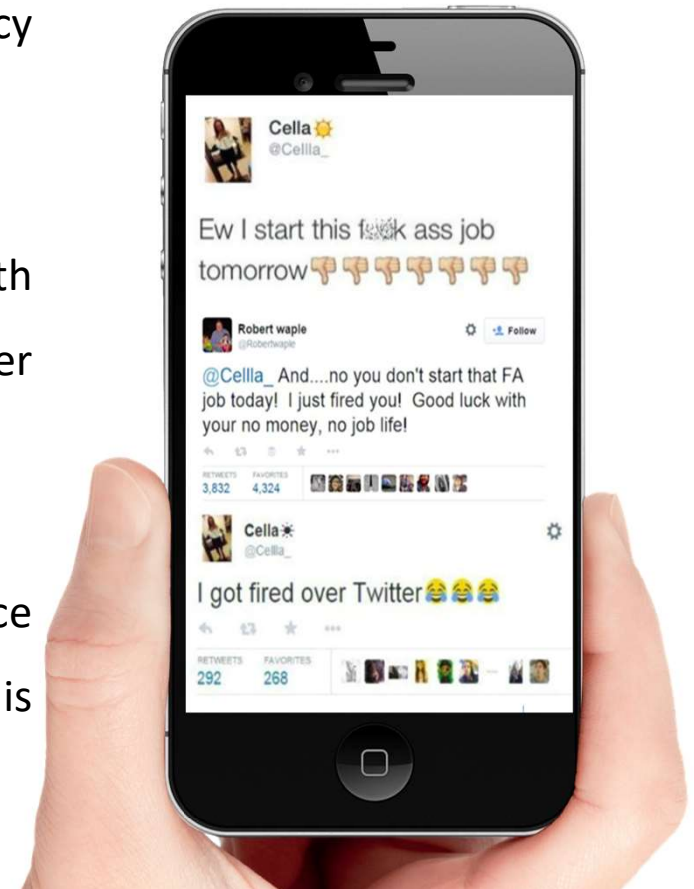 cy
th
er
ce
is
Cella☀️
@Cellla_
Ew I start this f k ass job
tomorrow👎👎👎👎👎👎👎
Robert waple
@Robertwaple
Follow
@Cellla_ And....no you don't start that FA
job today! I just fired you! Good luck with
your no money, no job life!
RETWEETS FAVORITES
3,832 4,324
Cella☀
@Cellla_
I got fired over Twitter😂😂😂
RETWEETS FAVORITES
292 268